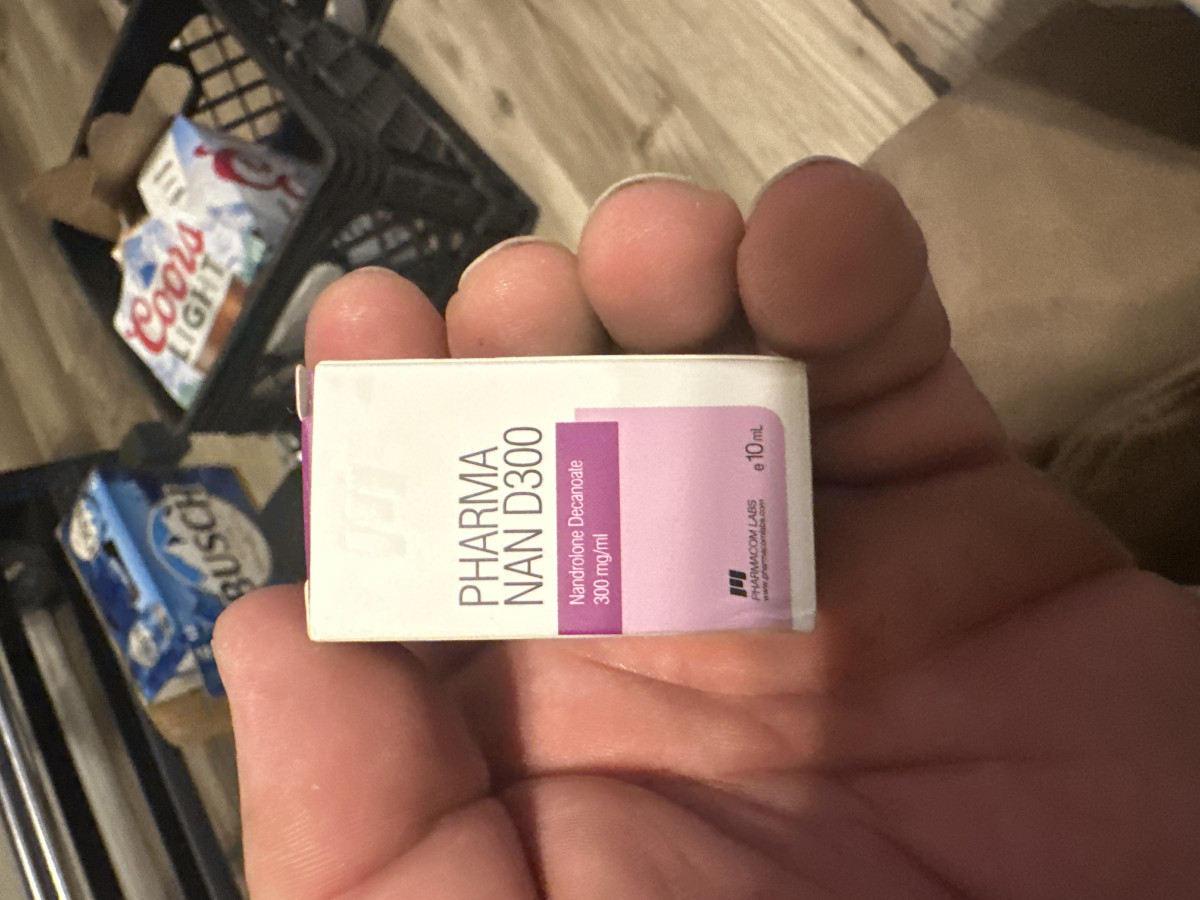 PHARMA
NAN D300
Nandrolone Decanoate
300 mg/ml
e 10 mL
PHARMACOM LABS
www.pharmacomlabs.com
Coors
LIGHT
BUSCH